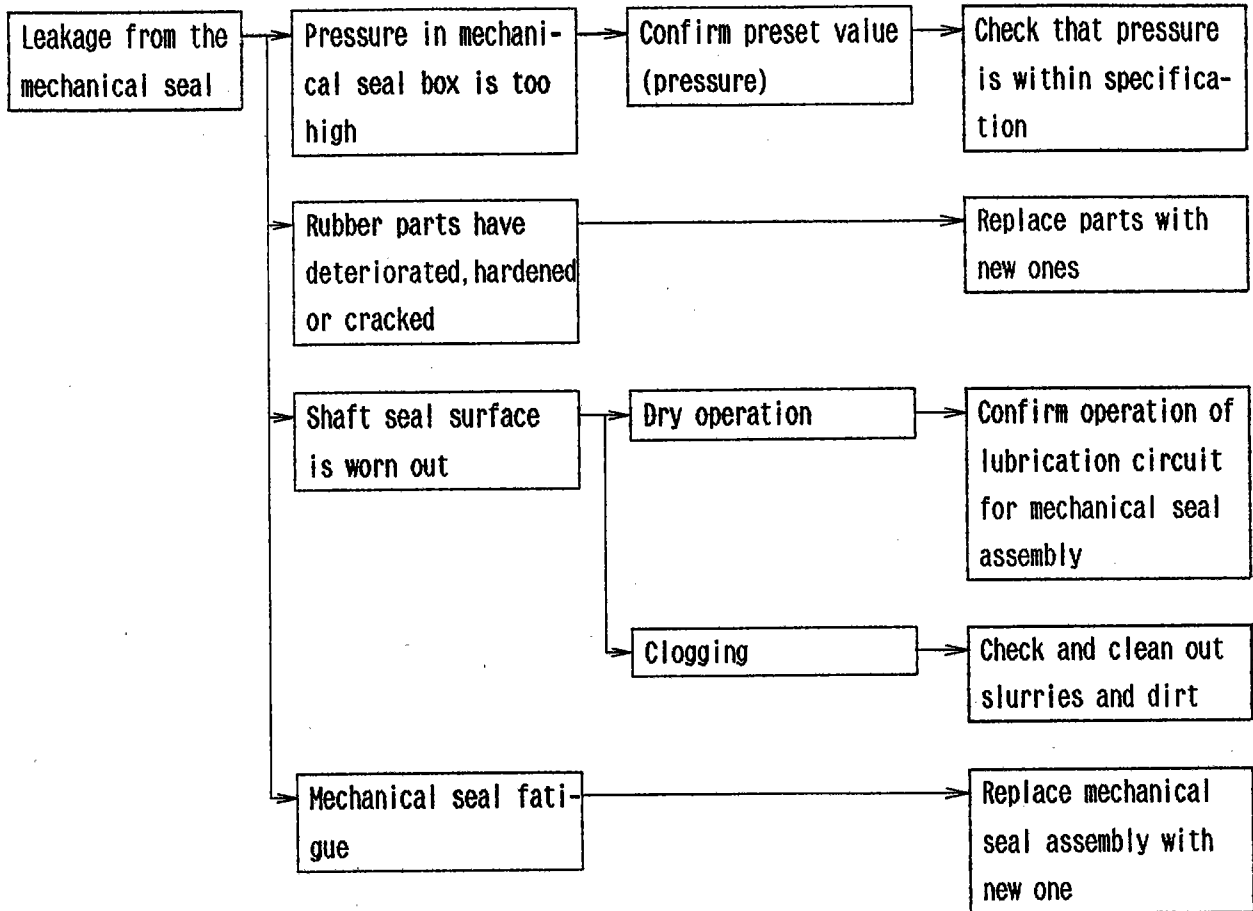 Leakage from the
mechanical seal
Pressure in mechani-
cal seal box is too
high
Confirm preset value
(pressure)
Check that pressure
is within specifica-
tion
Rubber parts have
deteriorated, hardened
or cracked
Replace parts with
new ones
Shaft seal surface
is worn out
Dry operation
Confirm operation of
lubrication circuit
for mechanical seal
assembly
Clogging
Check and clean out
slurries and dirt
Mechanical seal fati-
gue
Replace mechanical
seal assembly with
new one